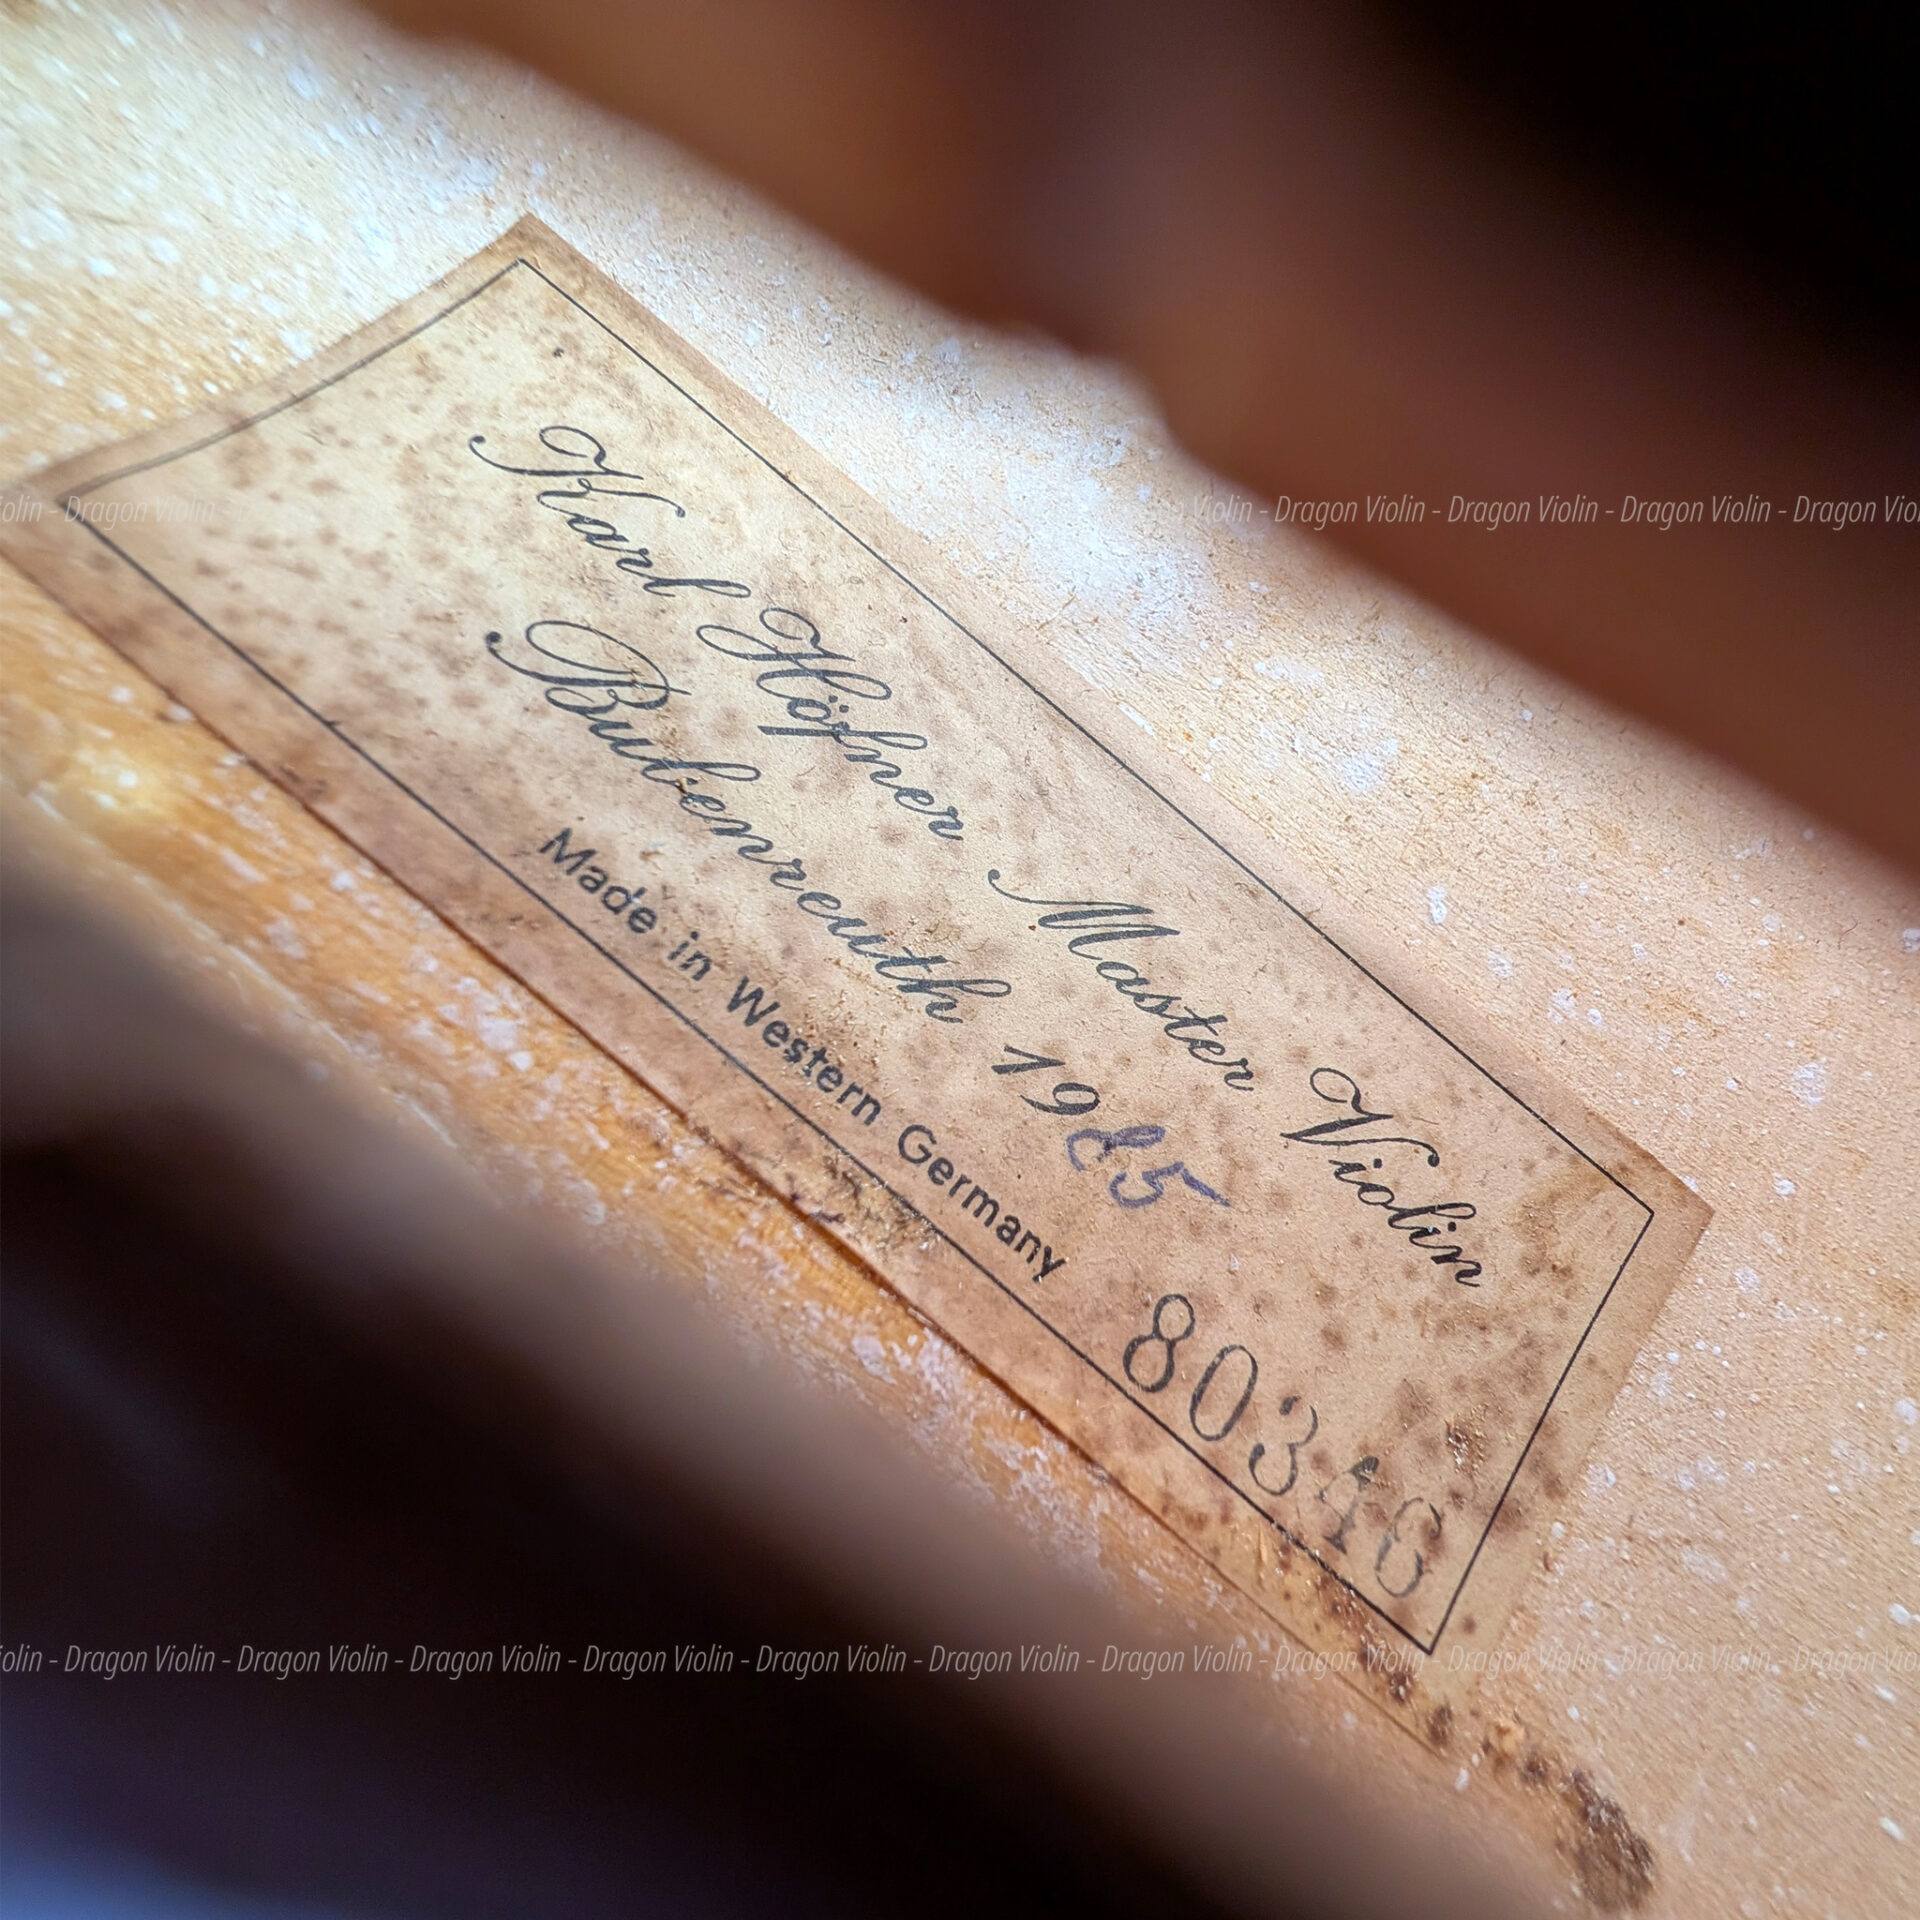 Karl Höfner Master Violin
Bubenreuth 1985
Made in Western Germany
80346
Violin - Dragon Violin - Dragon Violin - Dragon Violin - Dragon Violin
Dragon Violin - Dragon Violin - Dragon Violin - Dragon Violin - Dragon Violin - Dragon Violin - Dragon Violin - Dragon Violin - Dragon Violin - Dragon Violin